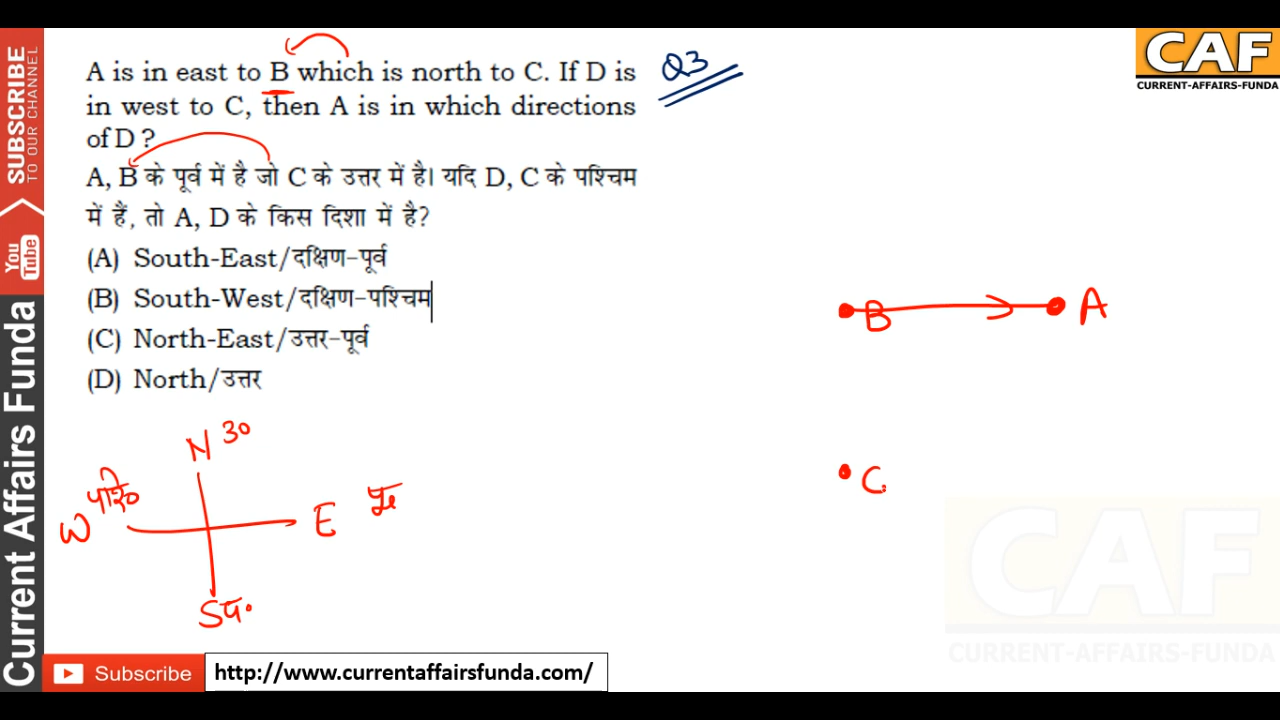 SUBSCRIBE
TO OUR CHANNEL
You Tube
Current Affairs Funda
A is in east to B which is north to C. If D is
in west to C, then A is in which directions
of D ?
A, B के पूर्व में है जो C के उत्तर में है। यदि D, C के पश्चिम
में हैं, तो A, D के किस दिशा में है?
(A) South-East/दक्षिण-पूर्व
(B) South-West/दक्षिण-पश्चिम
(C) North-East/उत्तर-पूर्व
(D) North/उत्तर
Q3
CAF
CURRENT-AFFAIRS-FUNDA
B A
C
N उ०
W
E
S
CAF
CURRENT-AFFAIRS-FUNDA
Subscribe
http://www.currentaffairsfunda.com/